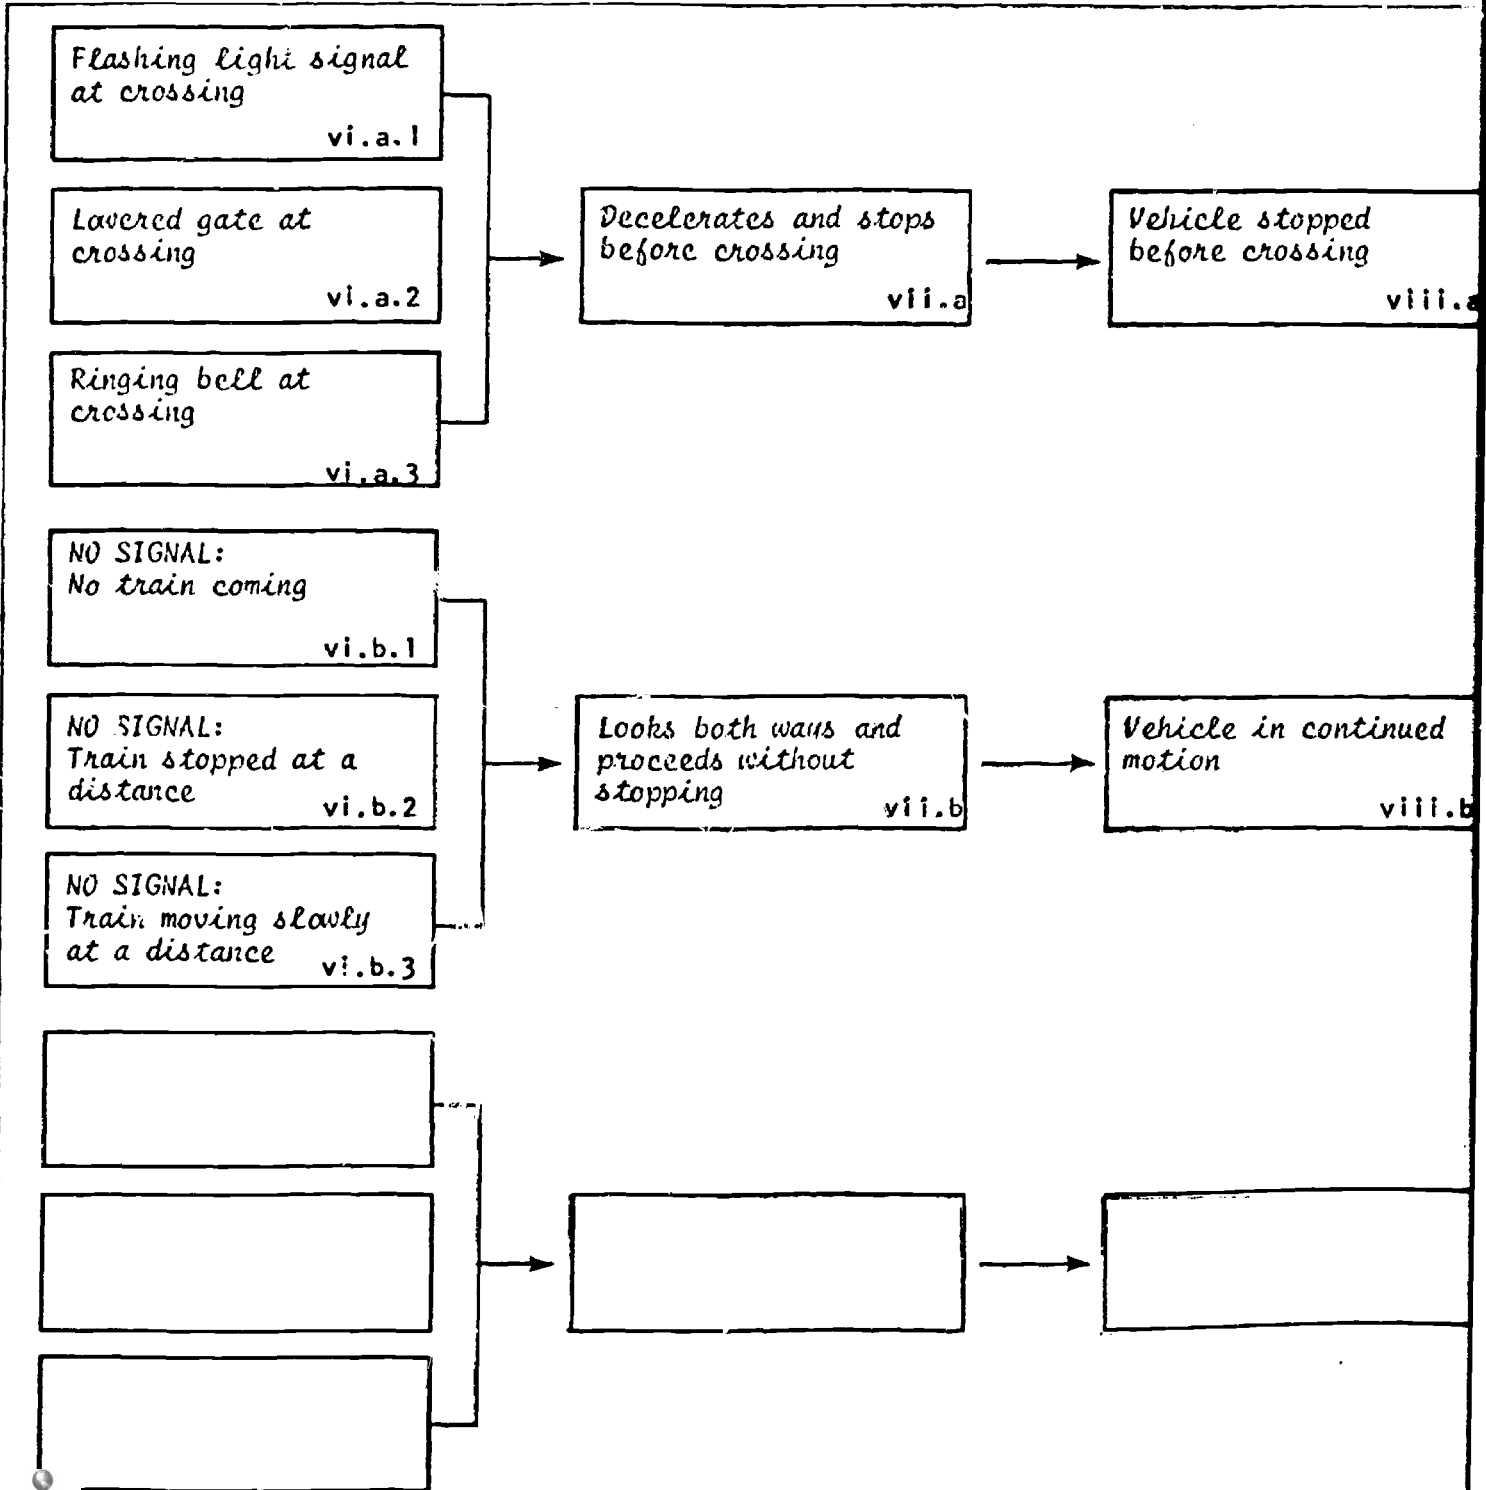 Flashing light signal
at crossing
vi.a.1
Lowered gate at
crossing
vi.a.2
Ringing bell at
crossing
vi.a.3
Decelerates and stops
before crossing
vii.a
Vehicle stopped
before crossing
viii.a
NO SIGNAL:
No train coming
vi.b.1
NO SIGNAL:
Train stopped at a
distance
vi.b.2
NO SIGNAL:
Train moving slowly
at a distance
vi.b.3
Looks both ways and
proceeds without
stopping
vii.b
Vehicle in continued
motion
viii.b